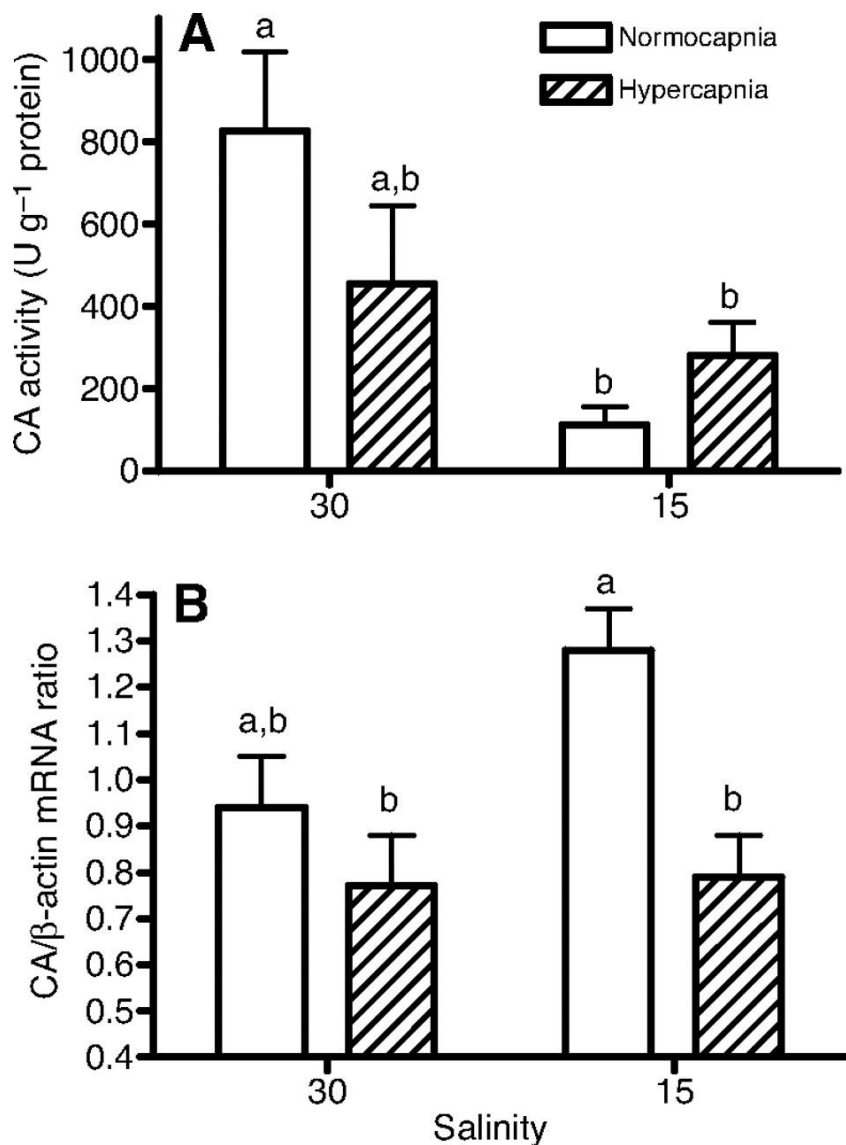 A
a
Normocapnia
Hypercapnia
CA activity (U g⁻¹ protein)
1000
800
600
400
200
0
a,b
b
b
30
15
B
CA/β-actin mRNA ratio
1.4
1.3
1.2
1.1
1.0
0.9
0.8
0.7
0.6
0.5
0.4
a,b
b
a
b
30
15
Salinity